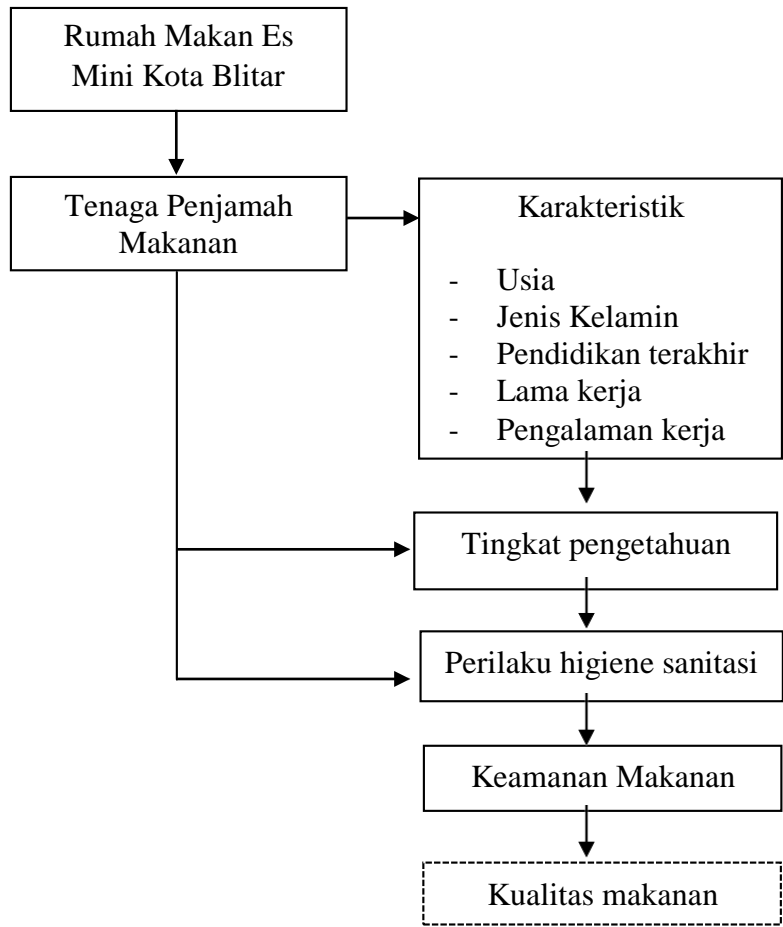 Rumah Makan Es
Mini Kota Blitar
Tenaga Penjamah
Makanan
Karakteristik
- Usia
- Jenis Kelamin
- Pendidikan terakhir
- Lama kerja
- Pengalaman kerja
Tingkat pengetahuan
Perilaku higiene sanitasi
Keamanan Makanan
Kualitas makanan